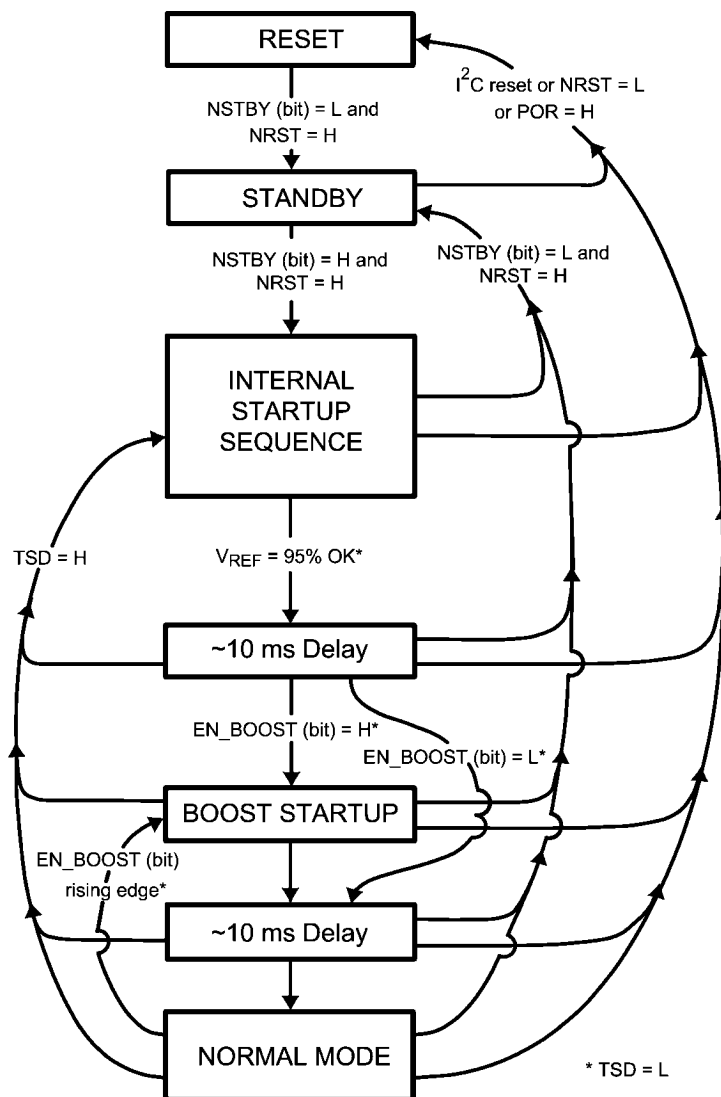 RESET
I²C reset or NRST = L
or POR = H
NSTBY (bit) = L and
NRST = H
STANDBY
NSTBY (bit) = H and
NRST = H
NSTBY (bit) = L and
NRST = H
INTERNAL
STARTUP
SEQUENCE
TSD = H
VREF = 95% OK*
~10 ms Delay
EN_BOOST (bit) = H*
EN_BOOST (bit) = L*
BOOST STARTUP
EN_BOOST (bit)
rising edge*
~10 ms Delay
NORMAL MODE
* TSD = L